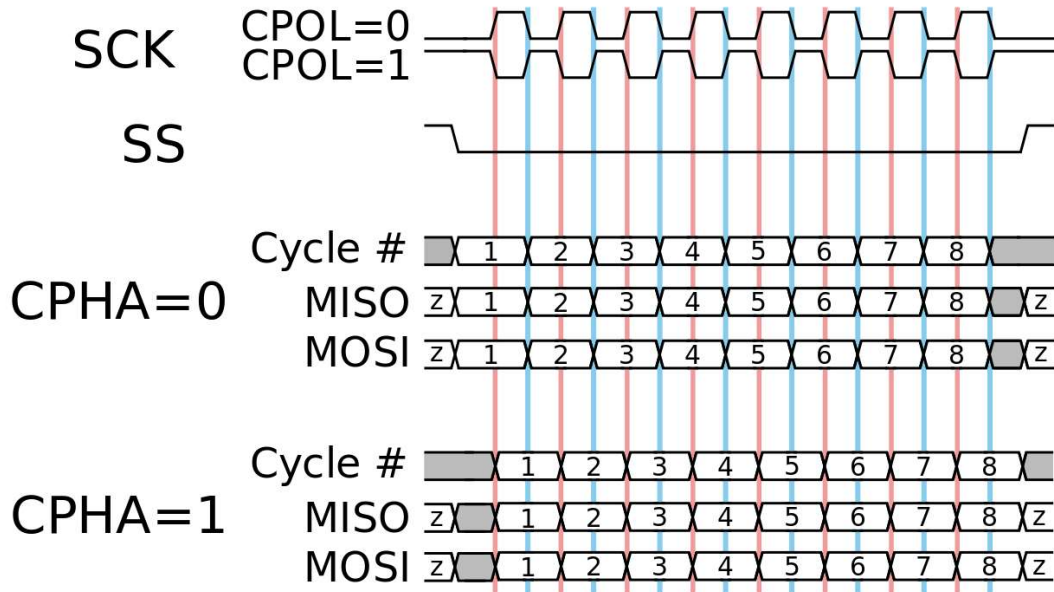 SCK CPOL=0
CPOL=1
SS
Cycle # 1 2 3 4 5 6 7 8
CPHA=0 MISO z 1 2 3 4 5 6 7 8 z
MOSI z 1 2 3 4 5 6 7 8 z
Cycle # 1 2 3 4 5 6 7 8
CPHA=1 MISO z 1 2 3 4 5 6 7 8 z
MOSI z 1 2 3 4 5 6 7 8 z